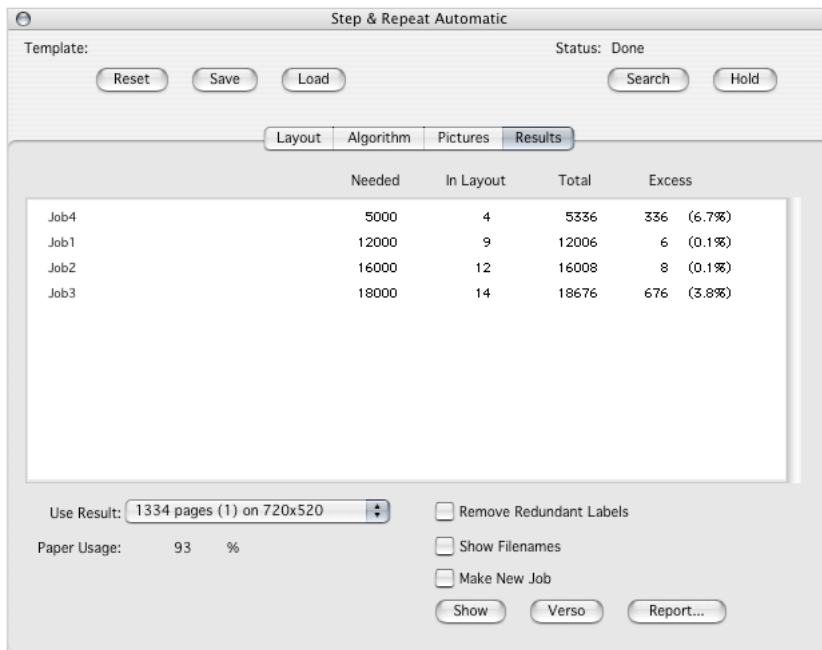 Step & Repeat Automatic
Template: Status: Done
Reset Save Load Search Hold
Layout Algorithm Pictures Results
Needed In Layout Total Excess
Job4 5000 4 5336 336 (6.7%)
Job1 12000 9 12006 6 (0.1%)
Job2 16000 12 16008 8 (0.1%)
Job3 18000 14 18676 676 (3.8%)
Use Result: 1334 pages (1) on 720x520 Remove Redundant Labels
Paper Usage: 93 % Show Filenames
Make New Job
Show Verso Report...